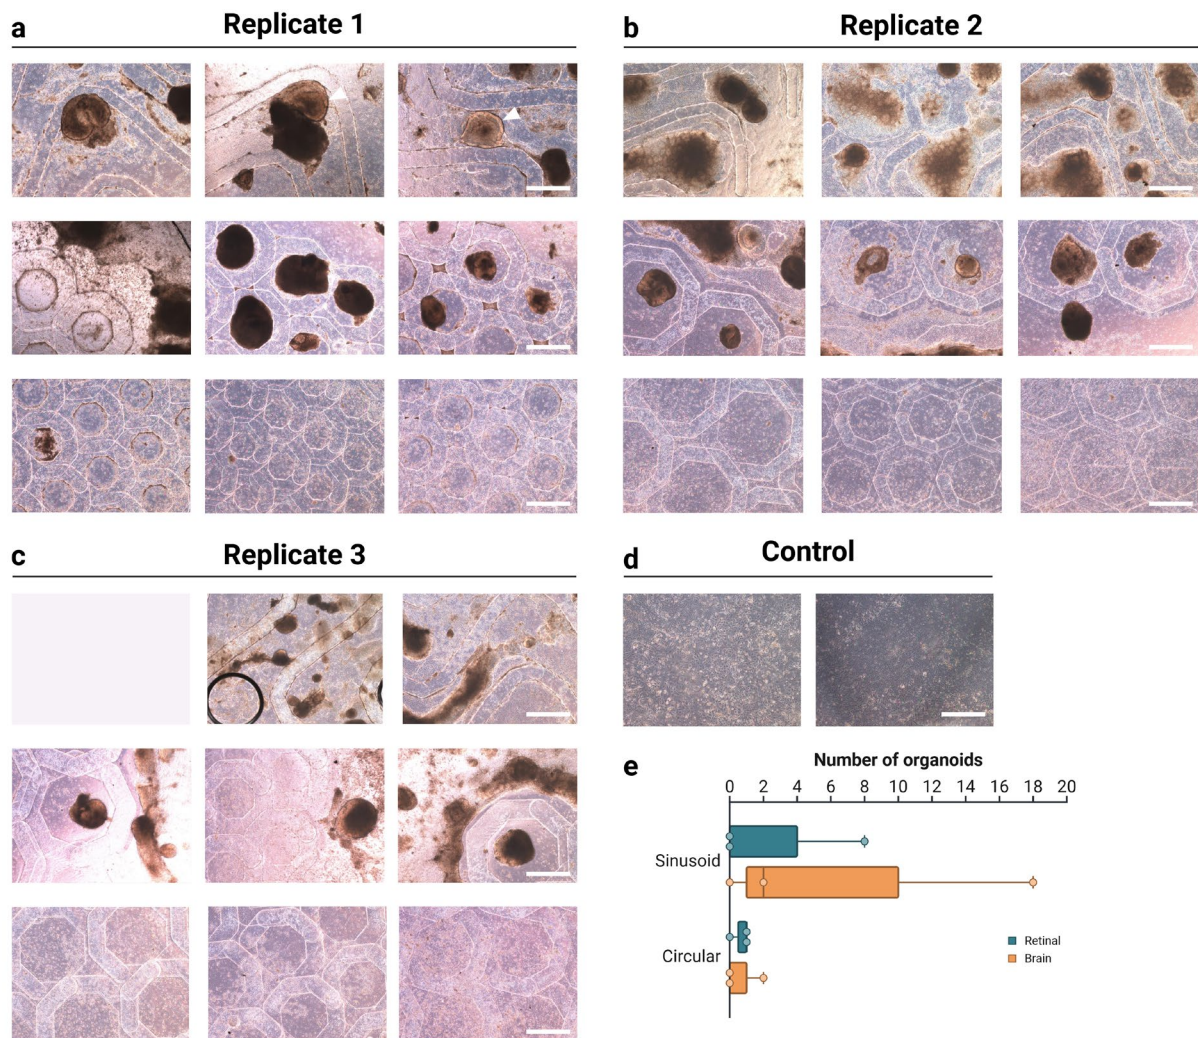 a Replicate 1
b Replicate 2
c Replicate 3
d Control
e Number of organoids
0 2 4 6 8 10 12 14 16 18 20
Sinusoid
Circular
Retinal
Brain